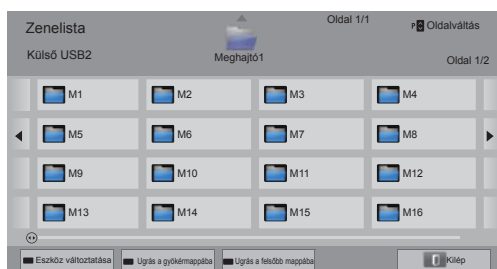 Zenelista
Oldal 1/1
P Oldalváltás
Külső USB2
Meghajtó1
Oldal 1/2
M1
M2
M3
M4
M5
M6
M7
M8
M9
M10
M11
M12
M13
M14
M15
M16
Eszköz változtatása
Ugrás a gyökérmappába
Ugrás a felsőbb mappába
Kilép